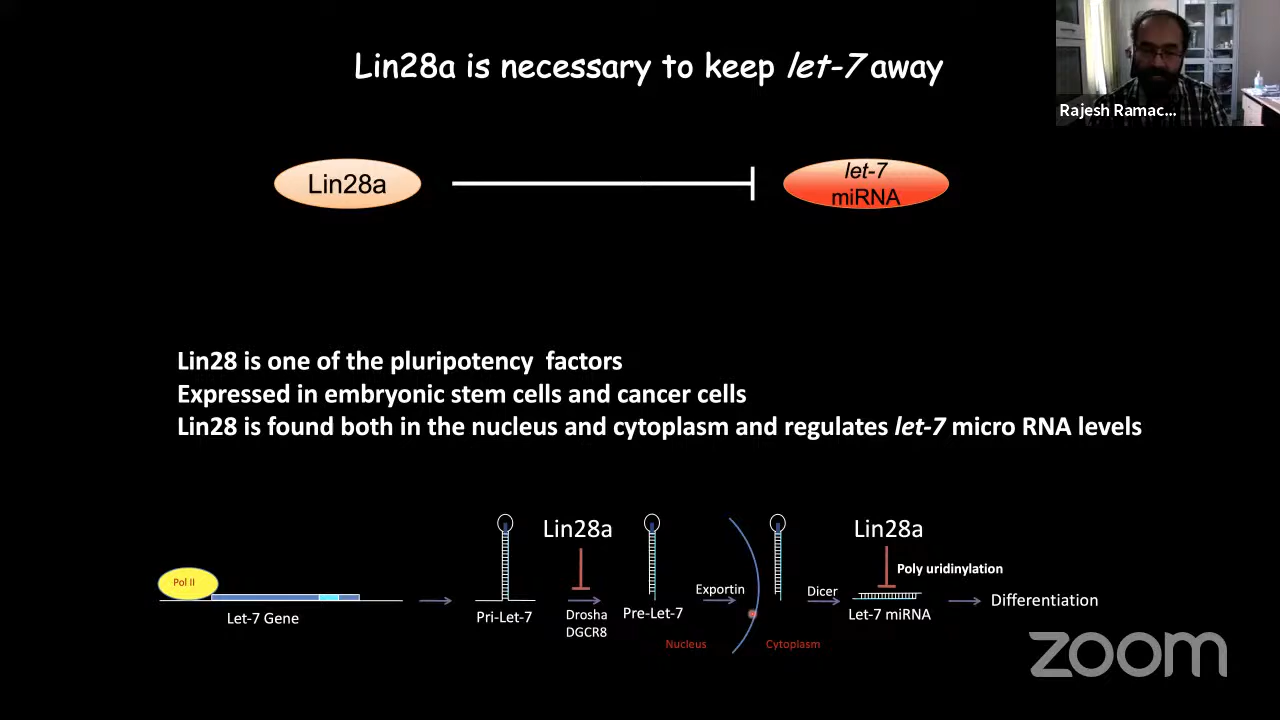 Lin28a is necessary to keep let-7 away
Rajesh Ramac...
Lin28a
let-7
miRNA
Lin28 is one of the pluripotency  factors
Expressed in embryonic stem cells and cancer cells
Lin28 is found both in the nucleus and cytoplasm and regulates let-7 micro RNA levels
Lin28a
Lin28a
Pol II
Poly uridinylation
Exportin
Dicer
Differentiation
Let-7 Gene
Pri-Let-7
Drosha
DGCR8
Pre-Let-7
Let-7 miRNA
Nucleus
Cytoplasm
zoom